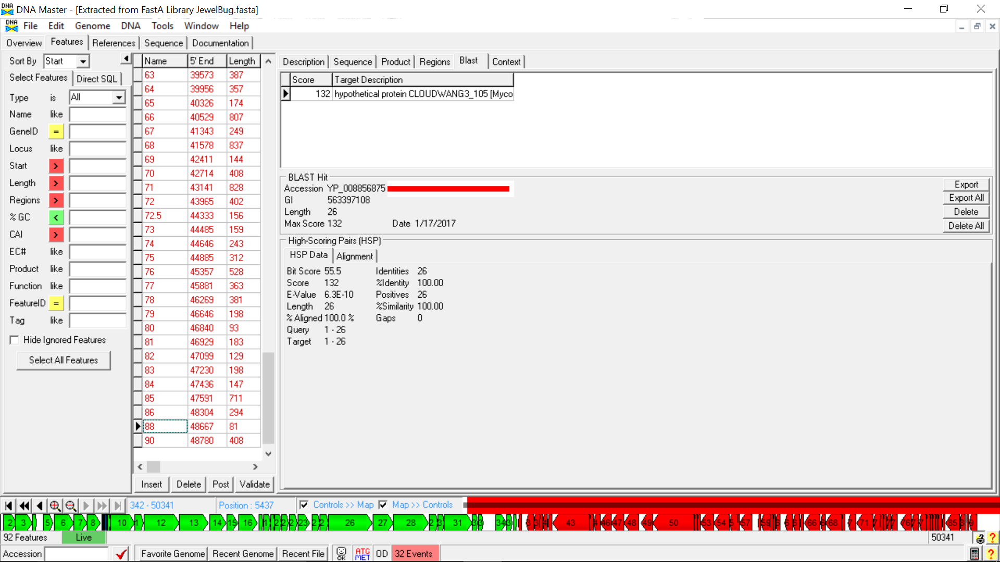 DNA Master - [Extracted from FastA Library JewelBug.fasta]
File Edit Genome DNA Tools Window Help
Overview Features References Sequence Documentation
Sort By Start
Select Features Direct SQL
Type is All
Name like
GeneID =
Locus like
Start >
Length >
Regions >
% GC <
CAI >
EC# like
Product like
Function like
FeatureID =
Tag like
Hide Ignored Features
Select All Features
Name 5' End Length
63 39573 387
64 39956 357
65 40326 174
66 40529 807
67 41343 249
68 41578 837
69 42411 144
70 42714 408
71 43141 828
72 43965 402
72.5 44333 156
73 44485 159
74 44646 243
75 44885 312
76 45357 528
77 45881 363
78 46269 381
79 46646 198
80 46840 93
81 46929 183
82 47099 129
83 47230 198
84 47436 147
85 47591 711
86 48304 294
88 48667 81
90 48780 408
Insert Delete Post Validate
Description Sequence Product Regions Blast Context
Score Target Description
132 hypothetical protein CLOUDWANG3_105 [Myco
BLAST Hit
Accession YP_008856875
GI 563397108
Length 26
Max Score 132 Date 1/17/2017
Export
Export All
Delete
Delete All
High-Scoring Pairs (HSP)
HSP Data Alignment
Bit Score 55.5 Identities 26
Score 132 %Identity 100.00
E-Value 6.3E-10 Positives 26
Length 26 %Similarity 100.00
% Aligned 100.0 % Gaps 0
Query 1 - 26
Target 1 - 26
342 - 50341 Position : 5437 Controls >> Map Map >> Controls
2 3 5 6 7 8 10 12 13 14 15 16 23 26 27 28 31 43 46 47 48 49 50 53 54 57 59 66 68 71 85
92 Features Live 50341
Accession Favorite Genome Recent Genome Recent File OK ATG MET OD 32 Events